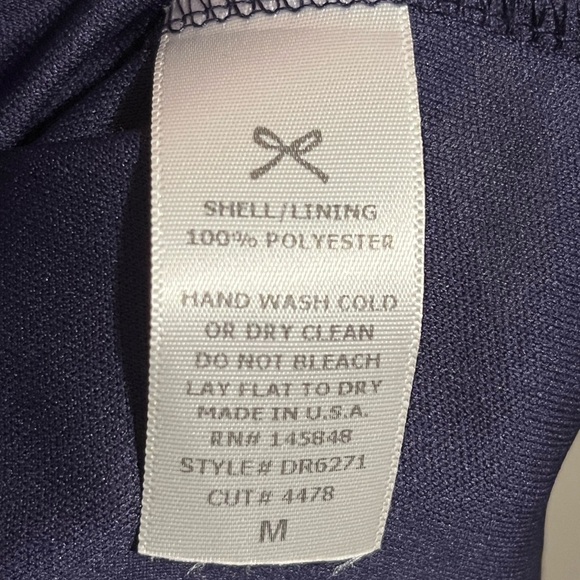 SHELL/LINING
100% POLYESTER
HAND WASH COLD
OR DRY CLEAN
DO NOT BLEACH
LAY FLAT TO DRY
MADE IN U.S.A.
RN# 145848
STYLE# DR6271
CUT# 4478
M